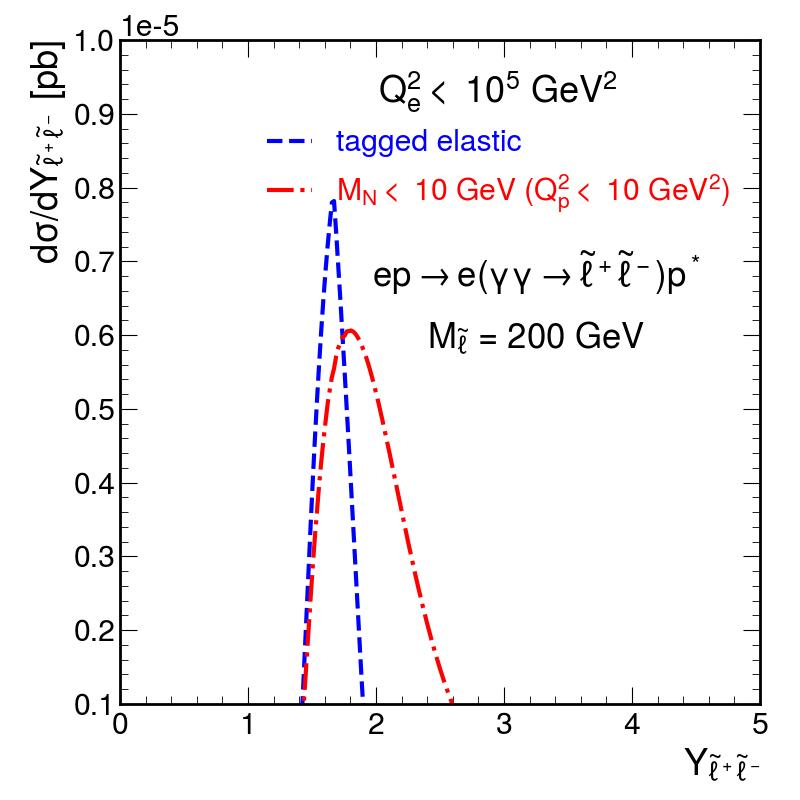 1e-5
1.0
0.9
0.8
0.7
0.6
0.5
0.4
0.3
0.2
0.1
dσ/dY_{ℓ̃⁺ℓ̃⁻} [pb]
Q²ₑ < 10⁵ GeV²
tagged elastic
M_N < 10 GeV (Q²ₚ < 10 GeV²)
ep → e(γγ → ℓ̃⁺ℓ̃⁻)p*
M_ℓ̃ = 200 GeV
0 1 2 3 4 5
Y_{ℓ̃⁺ℓ̃⁻}